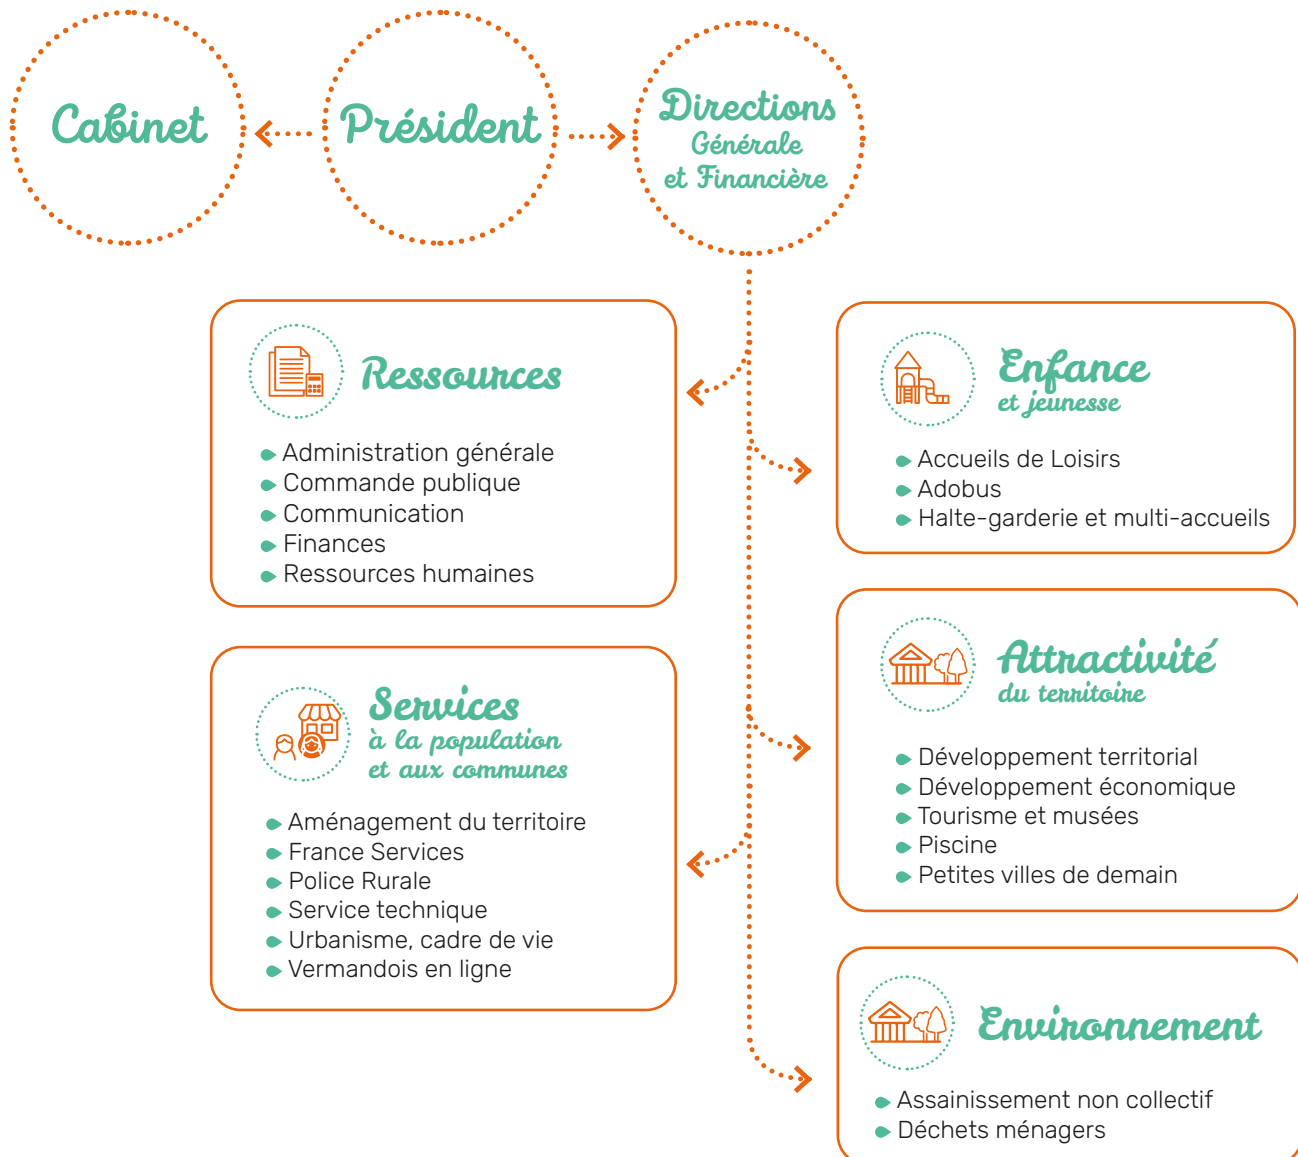 Cabinet
Président
Directions
Générale
et Financière
Ressources
Administration générale
Commande publique
Communication
Finances
Ressources humaines
Enfance
et jeunesse
Accueils de Loisirs
Adobus
Halte-garderie et multi-accueils
Services
à la population
et aux communes
Aménagement du territoire
France Services
Police Rurale
Service technique
Urbanisme, cadre de vie
Vermandois en ligne
Attractivité
du territoire
Développement territorial
Développement économique
Tourisme et musées
Piscine
Petites villes de demain
Environnement
Assainissement non collectif
Déchets ménagers